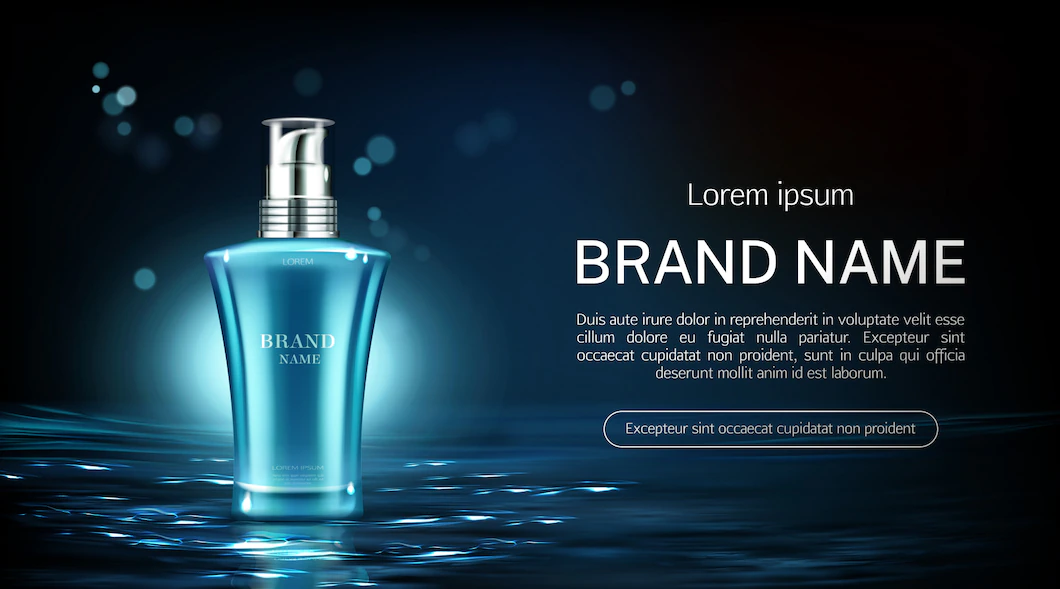 LOREM
BRAND
NAME
LOREM IPSUM
Lorem ipsum
BRAND NAME
Duis aute irure dolor in reprehenderit in voluptate velit esse
cillum dolore eu fugiat nulla pariatur. Excepteur sint
occaecat cupidatat non proident, sunt in culpa qui officia
deserunt mollit anim id est laborum.
Excepteur sint occaecat cupidatat non proident